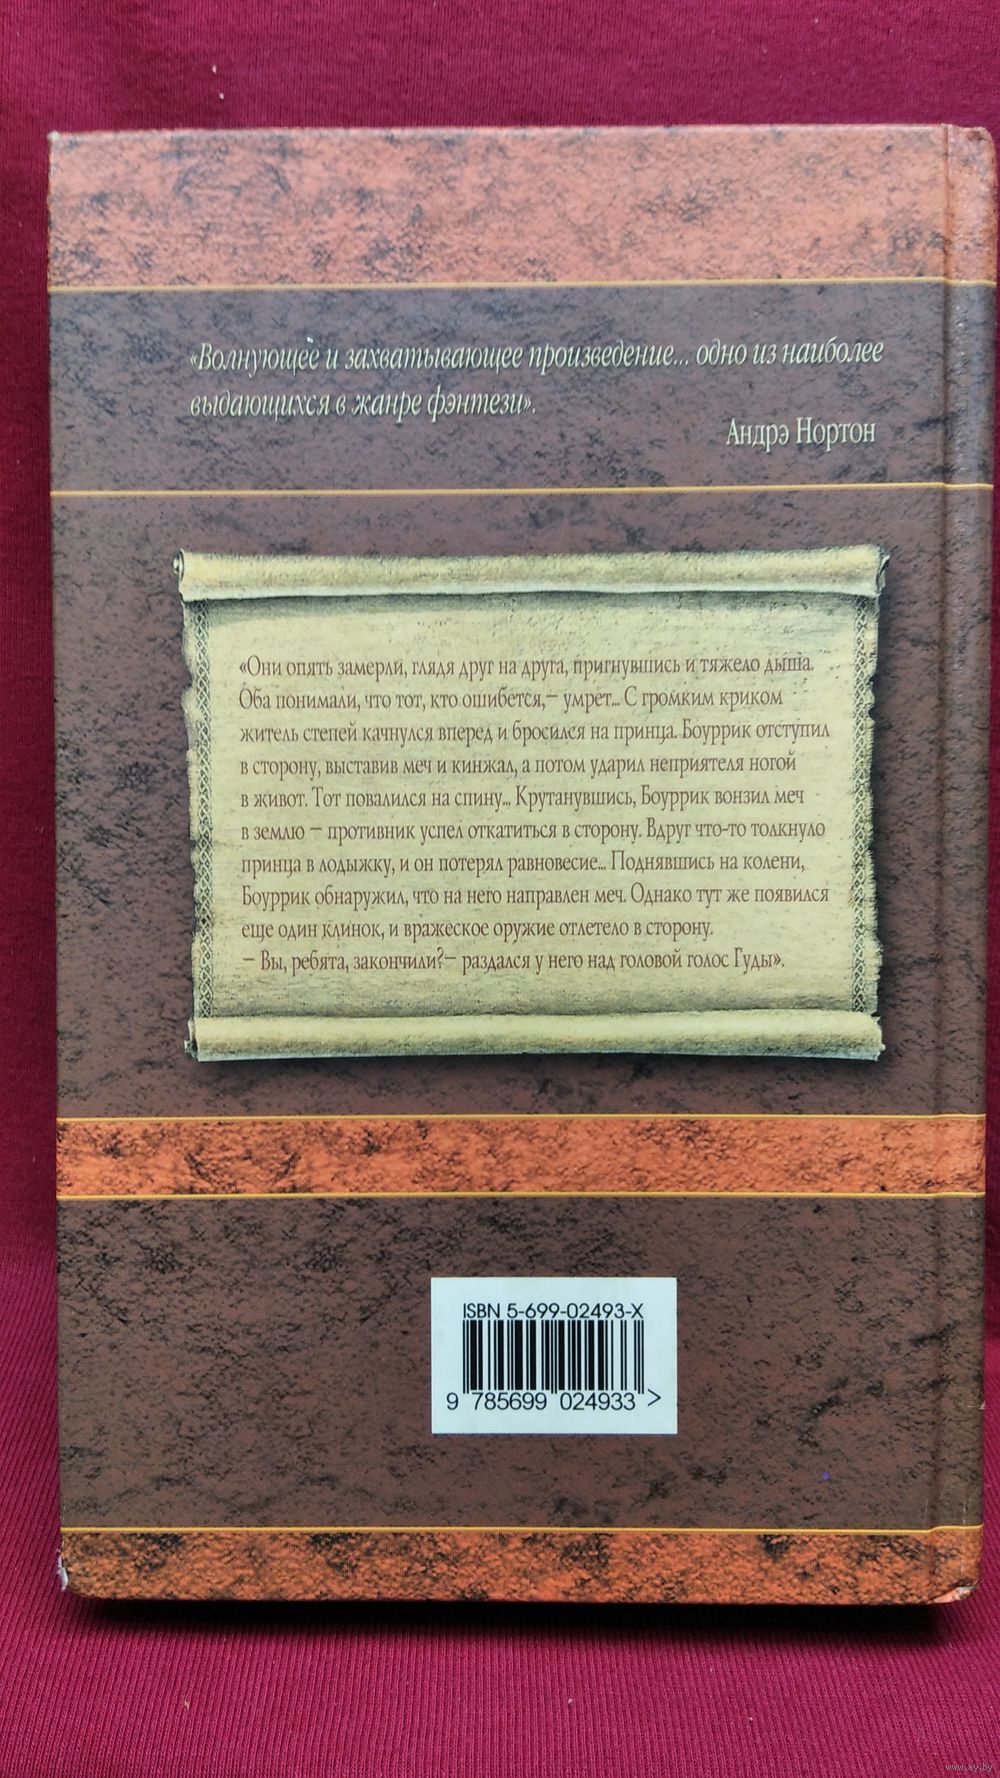 «Волнующее и захватывающее произведение... одно из наиболее
выдающихся в жанре фэнтези».
Андрэ Нортон
«Они опять замерли, глядя друг на друга, пригнувшись и тяжело дыша.
Оба понимали, что тот, кто ошибется,– умрет... С громким криком
житель степей качнулся вперед и бросился на принца. Боуррик отступил
в сторону, выставив меч и кинжал, а потом ударил неприятеля ногой
в живот. Тот повалился на спину... Крутанувшись, Боуррик вонзил меч
в землю – противник успел откатиться в сторону. Вдруг что-то толкнуло
принца в лодыжку, и он потерял равновесие... Поднявшись на колени,
Боуррик обнаружил, что на него направлен меч. Однако тут же появился
еще один клинок, и вражеское оружие отлетело в сторону.
– Вы, ребята, закончили?– раздался у него над головой голос Гуды».
ISBN 5-699-02493-X
9 785699 024933 >
www.ay.by